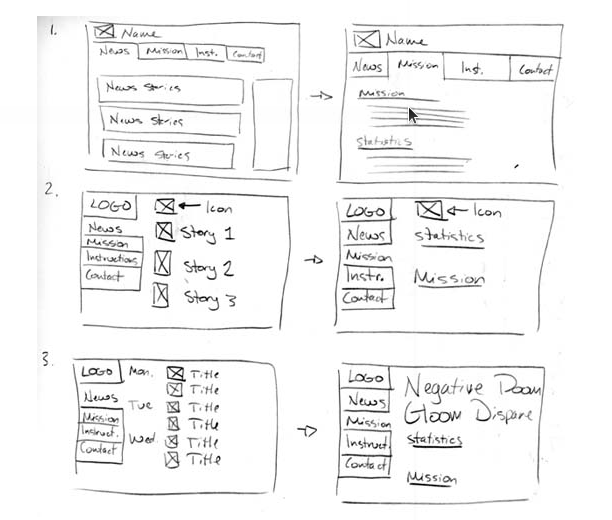 1.
Name
News Mission Inst. Contact
News Stories
News Stories
News Stories
Name
News Mission Inst. Contact
Mission
Statistics
2.
LOGO
Icon
News
Story 1
Mission
Instructions
Story 2
Contact
Story 3
LOGO
Icon
News
Statistics
Mission
Instr.
Mission
Contact
3.
LOGO Mon. Title
Title
News
Tue Title
Mission
Title
Instruct.
Wed. Title
Contact
Title
LOGO
Negative Doom
News
Gloom Dispare
Mission
Instruct.
Statistics
Contact
Mission